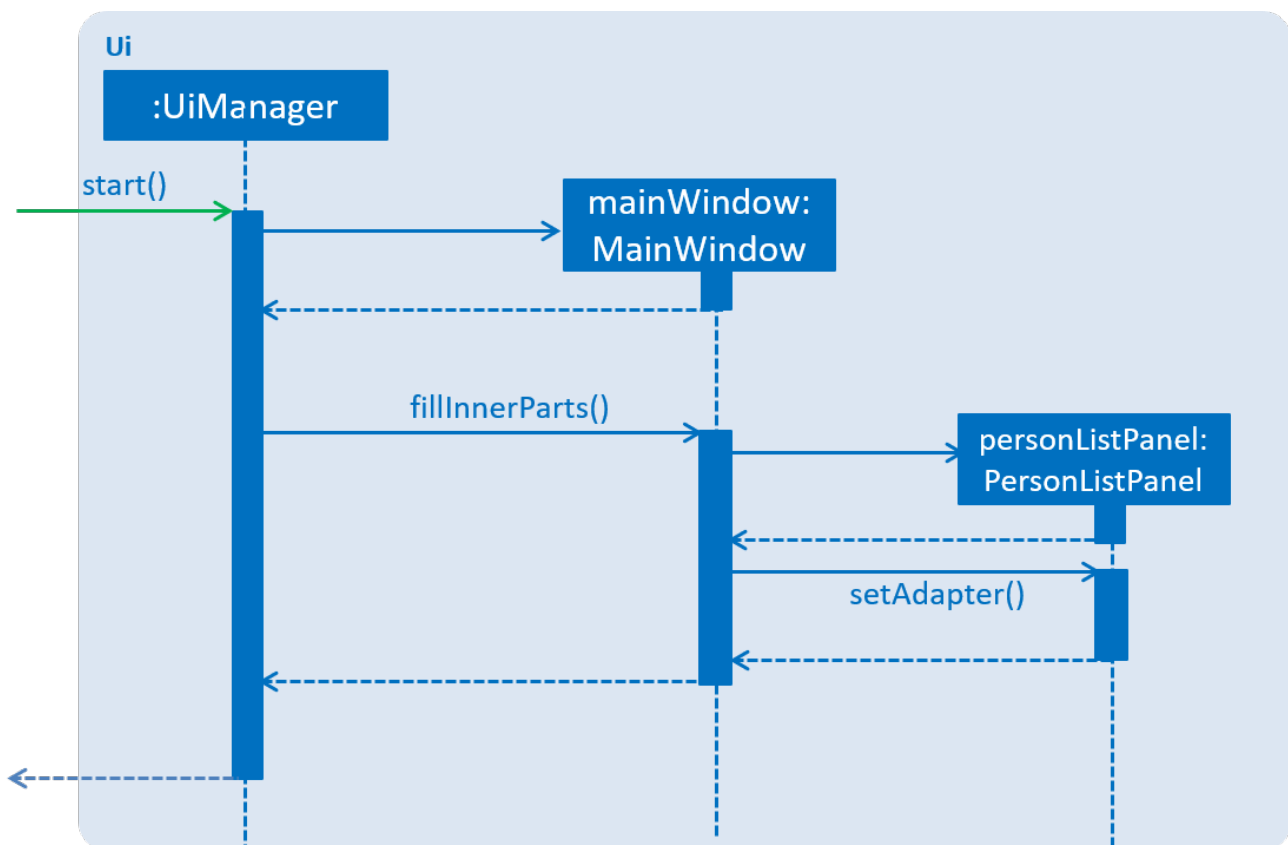 Ui
:UiManager
start()
mainWindow:
MainWindow
fillInnerParts()
personListPanel:
PersonListPanel
setAdapter()